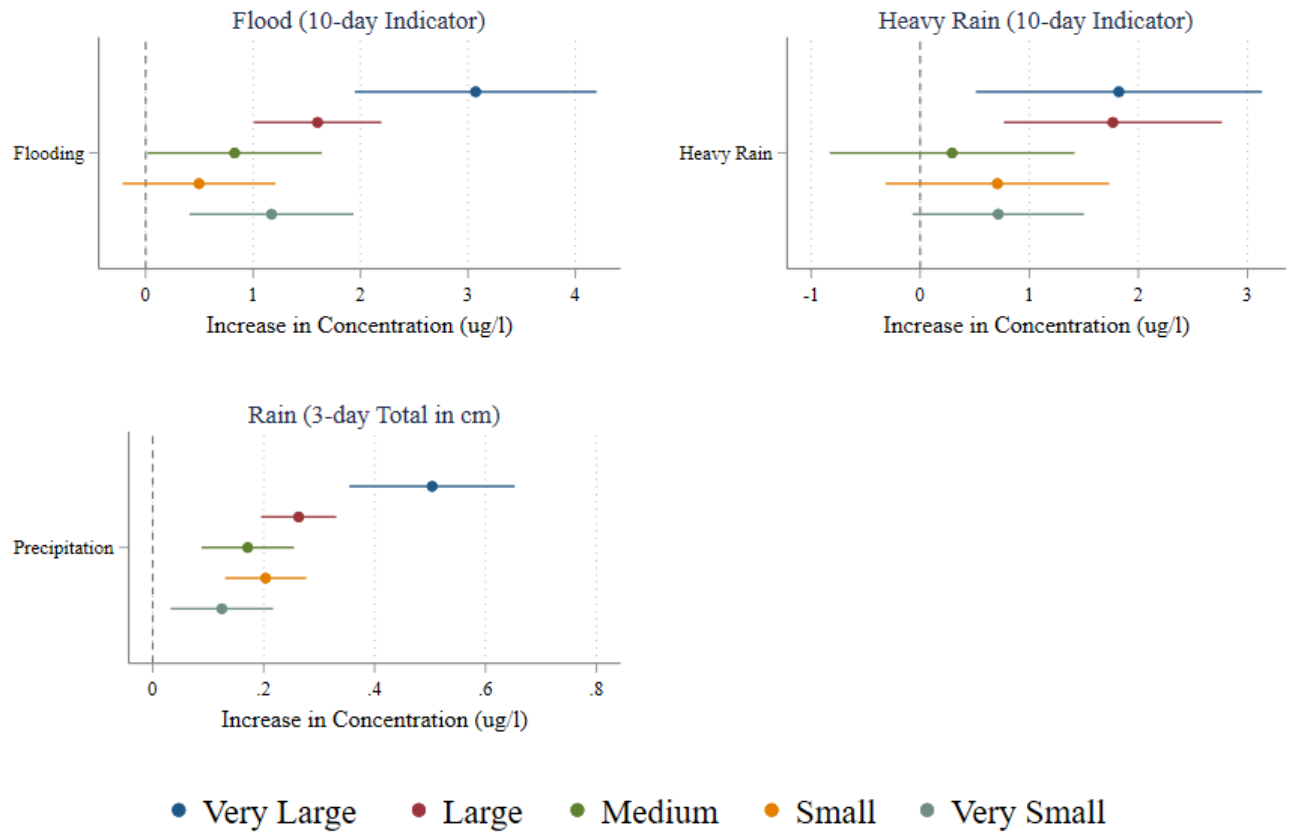 Flood (10-day Indicator)
Flooding
0 1 2 3 4
Increase in Concentration (ug/l)
Heavy Rain (10-day Indicator)
Heavy Rain
-1 0 1 2 3
Increase in Concentration (ug/l)
Rain (3-day Total in cm)
Precipitation
0 .2 .4 .6 .8
Increase in Concentration (ug/l)
Very Large Large Medium Small Very Small